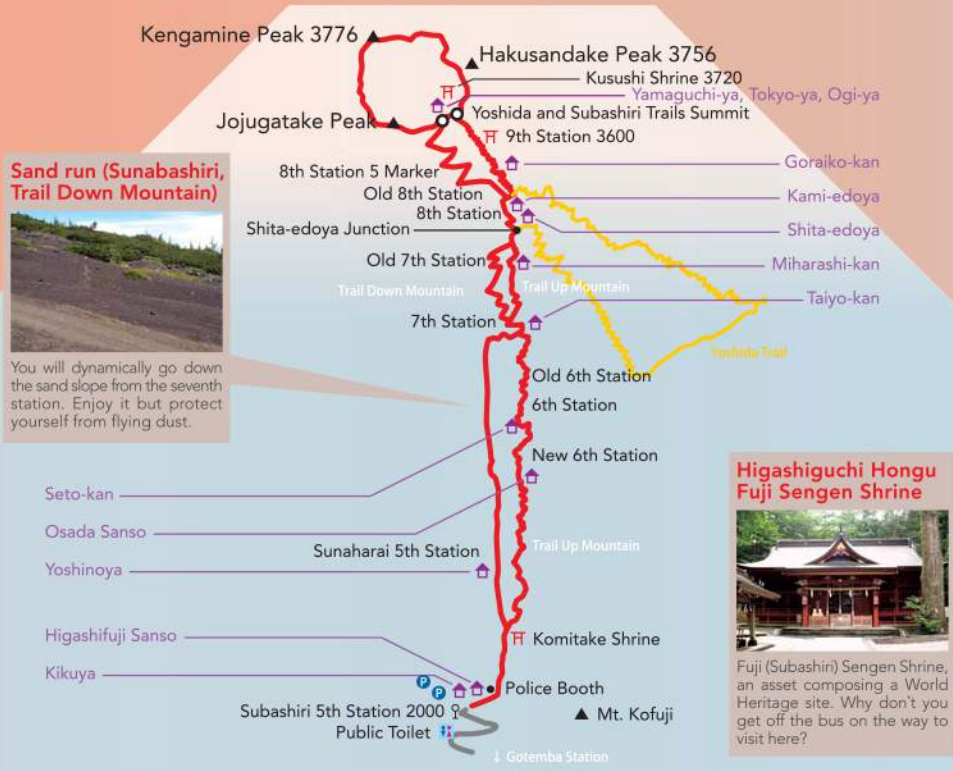 Kengamine Peak 3776
Hakusandake Peak 3756
Kusushi Shrine 3720
Yamaguchi-ya, Tokyo-ya, Ogi-ya
Jojugatake Peak
Yoshida and Subashiri Trails Summit
9th Station 3600
Sand run (Sunabashiri,
Trail Down Mountain)
8th Station 5 Marker
Goraiko-kan
Old 8th Station
Kami-edoya
8th Station
Shita-edoya Junction
Shita-edoya
Old 7th Station
Miharashi-kan
Trail Down Mountain
Trail Up Mountain
Taiyo-kan
7th Station
Yoshida Trail
You will dynamically go down
the sand slope from the seventh
station. Enjoy it but protect
yourself from flying dust.
Old 6th Station
6th Station
New 6th Station
Seto-kan
Osada Sanso
Sunaharai 5th Station
Trail Up Mountain
Yoshinoya
Higashiguchi Hongu
Fuji Sengen Shrine
Higashifuji Sanso
Komitake Shrine
Kikuya
P
P
Police Booth
Subashiri 5th Station 2000
Mt. Kofuji
Public Toilet
↓ Gotemba Station
Fuji (Subashiri) Sengen Shrine,
an asset composing a World
Heritage site. Why don't you
get off the bus on the way to
visit here?